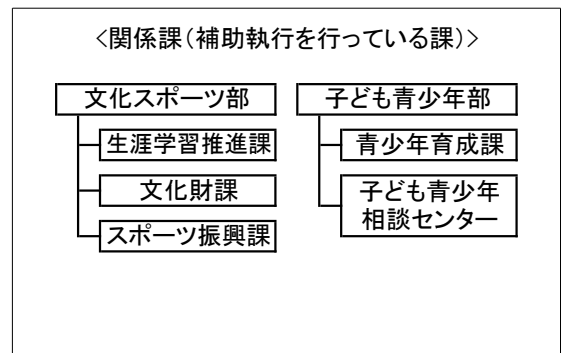 <関係課(補助執行を行っている課)>
文化スポーツ部
生涯学習推進課
文化財課
スポーツ振興課
子ども青少年部
青少年育成課
子ども青少年
相談センター